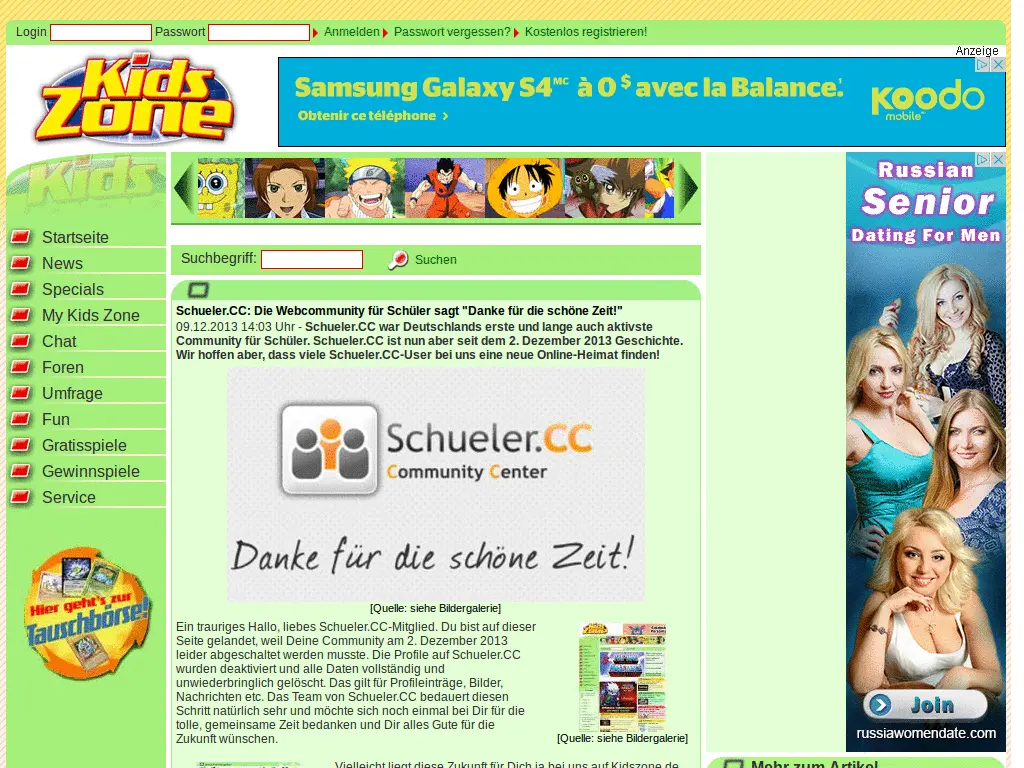 Login Passwort Anmelden Passwort vergessen? Kostenlos registrieren!
Anzeige
Kids Zone
Samsung Galaxy S4MC à 0$ avec la Balance.
Obtenir ce téléphone >
koodo mobile
Kids
Startseite
News
Specials
My Kids Zone
Chat
Foren
Umfrage
Fun
Gratisspiele
Gewinnspiele
Service
Hier geht's zur
Tauschbörse!
Suchbegriff: Suchen
Schueler.CC: Die Webcommunity für Schüler sagt "Danke für die schöne Zeit!"
09.12.2013 14:03 Uhr - Schueler.CC war Deutschlands erste und lange auch aktivste
Community für Schüler. Schueler.CC ist nun aber seit dem 2. Dezember 2013 Geschichte.
Wir hoffen aber, dass viele Schueler.CC-User bei uns eine neue Online-Heimat finden!
Schueler.CC
Community Center
Danke für die schöne Zeit!
[Quelle: siehe Bildergalerie]
Ein trauriges Hallo, liebes Schueler.CC-Mitglied. Du bist auf dieser
Seite gelandet, weil Deine Community am 2. Dezember 2013
leider abgeschaltet werden musste. Die Profile auf Schueler.CC
wurden deaktiviert und alle Daten vollständig und
unwiederbringlich gelöscht. Das gilt für Profileinträge, Bilder,
Nachrichten etc. Das Team von Schueler.CC bedauert diesen
Schritt natürlich sehr und möchte sich noch einmal bei Dir für die
tolle, gemeinsame Zeit bedanken und Dir alles Gute für die
Zukunft wünschen.
[Quelle: siehe Bildergalerie]
Vielleicht liegt diese Zukunft für Dich ja bei uns auf Kidszone.de
Russian
Senior
Dating For Men
Join
russiawomendate.com
Mehr zum Artikel